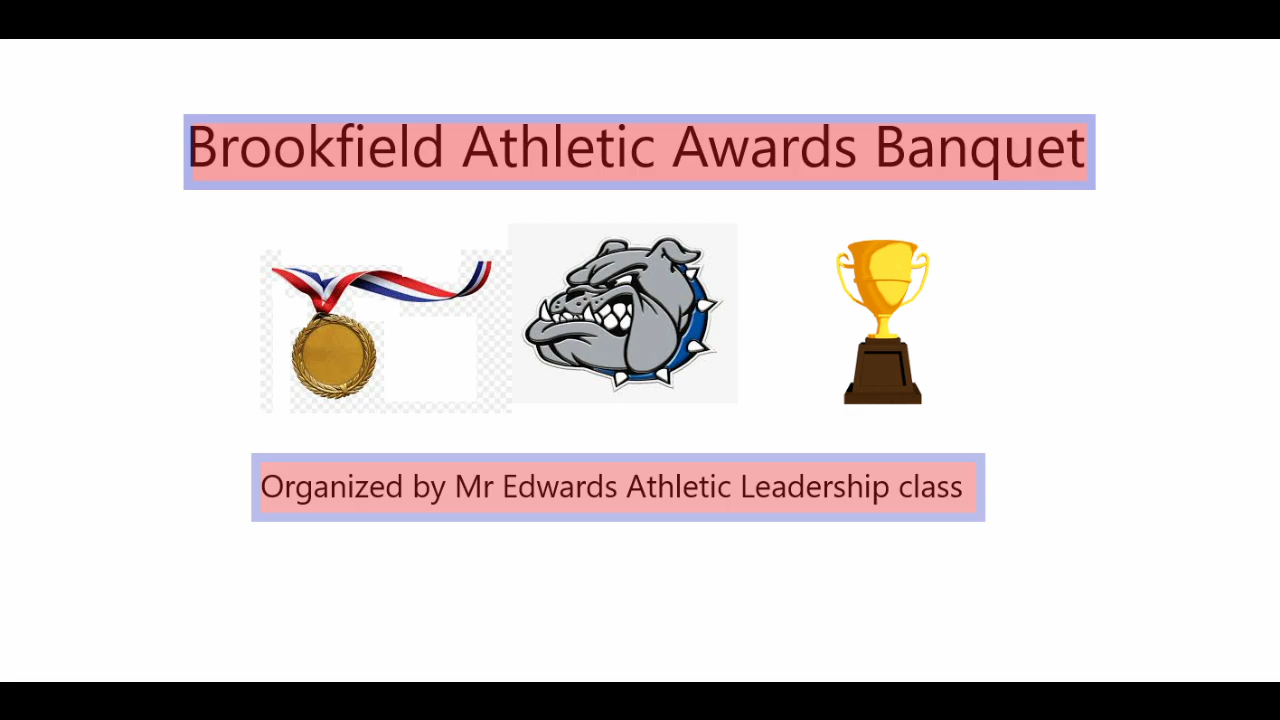 Brookfield Athletic Awards Banquet
Organized by Mr Edwards Athletic Leadership class